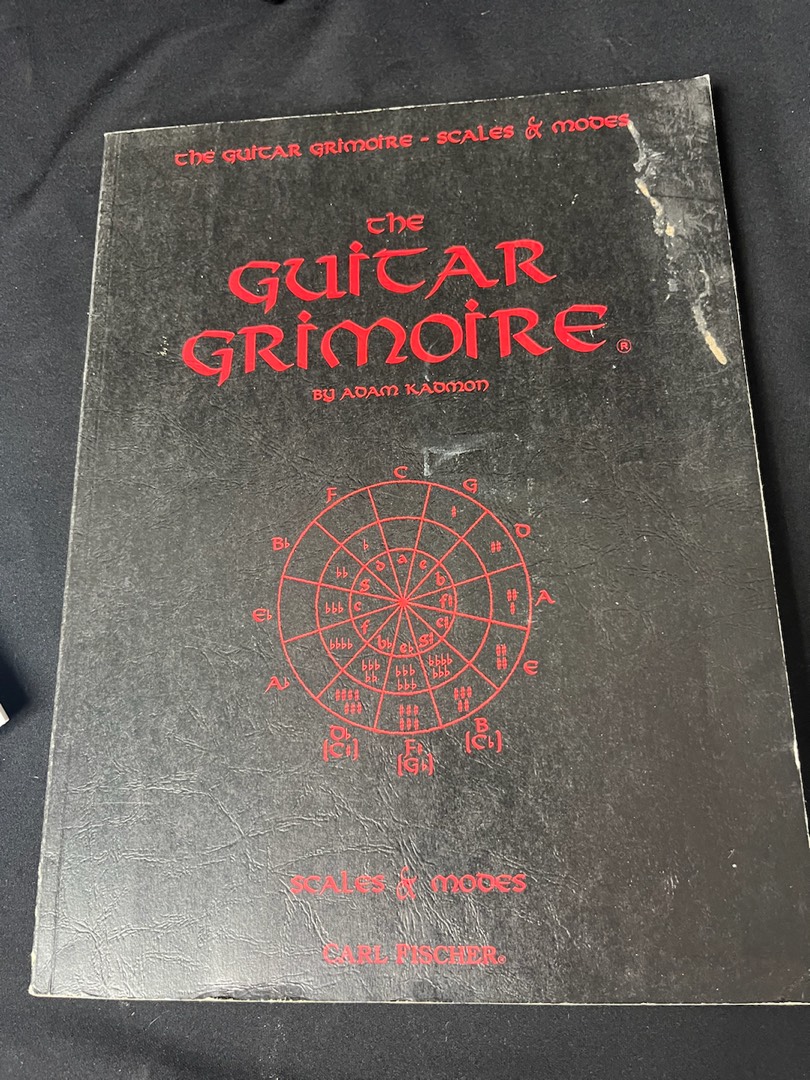 The Guitar Grimoire - Scales & Modes
The
Guitar
Grimoire®
by Adam Kadmon
C
F
G
B♭
D
E♭
A
A♭
E
D♭
[C♯]
F♯
[G♭]
B
[C♭]
a
d
e
g
b
c
f♯
f
c♯
b♭
e♭
g♯
Scales & Modes
Carl Fischer®